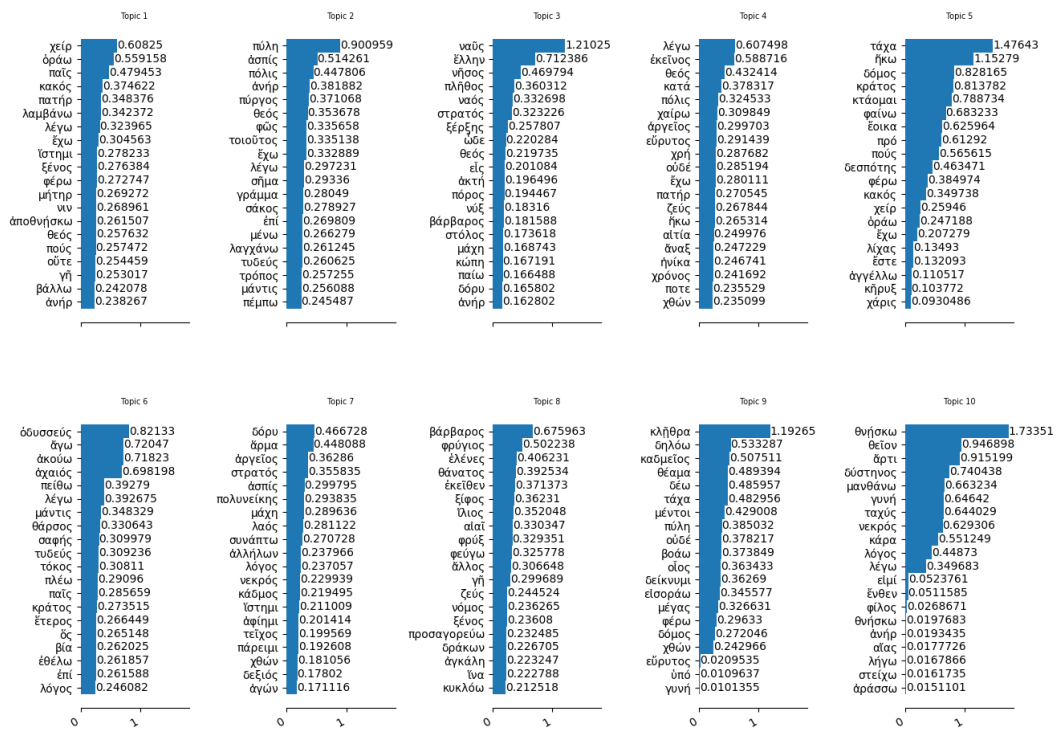 Topic 1
χείρ 0.60825
ὁράω 0.559158
παῖς 0.479453
κακός 0.374622
πατήρ 0.348376
λαμβάνω 0.342372
λέγω 0.323965
ἔχω 0.304563
ἵστημι 0.278233
ξένος 0.276384
φέρω 0.272747
μήτηρ 0.269272
νιν 0.268961
ἀποθνῄσκω 0.261507
θεός 0.257632
πούς 0.257472
οὔτε 0.254459
γῆ 0.253017
βάλλω 0.242078
ἀνήρ 0.238267
Topic 2
πύλη 0.900959
ἀσπίς 0.514261
πόλις 0.447806
ἀνήρ 0.381882
πύργος 0.371068
θεός 0.353678
φῶς 0.335658
τοιοῦτος 0.335138
ἔχω 0.332889
λέγω 0.297231
σῆμα 0.29336
γράμμα 0.28049
σάκος 0.278927
ἐπί 0.269809
μένω 0.266279
λαγχάνω 0.261245
τυδεύς 0.260625
τρόπος 0.257255
μάντις 0.256088
πέμπω 0.245487
Topic 3
ναῦς 1.21025
ἕλλην 0.712386
νῆσος 0.469794
πλῆθος 0.360312
ναός 0.332698
στρατός 0.323226
ξέρξης 0.257807
ὧδε 0.220284
θεός 0.219735
εἷς 0.201084
ἀκτή 0.196496
πόρος 0.194467
νύξ 0.18316
βάρβαρος 0.181588
στόλος 0.173618
μάχη 0.168743
κώπη 0.167191
παίω 0.166488
δόρυ 0.165802
ἀνήρ 0.162802
Topic 4
λέγω 0.607498
ἐκεῖνος 0.588716
θεός 0.432414
κατά 0.378317
πόλις 0.324533
χαίρω 0.309849
ἀργεῖος 0.299703
εὔρυτος 0.291439
χρή 0.287682
οὐδέ 0.285194
ἔχω 0.280111
πατήρ 0.270545
ζεύς 0.267844
ἥκω 0.265314
αἰτία 0.249976
ἄναξ 0.247229
ἡνίκα 0.246741
χρόνος 0.241692
ποτε 0.235529
χθών 0.235099
Topic 5
τάχα 1.47643
ἥκω 1.15279
δόμος 0.828165
κράτος 0.813782
κτάομαι 0.788734
φαίνω 0.683233
ἔοικα 0.625954
πρό 0.61292
πούς 0.565615
δεσπότης 0.463471
φέρω 0.384974
κακός 0.349738
χείρ 0.25946
ὁράω 0.247188
ἔχω 0.207279
λίχας 0.13493
ἔστε 0.132093
ἀγγέλλω 0.110517
κῆρυξ 0.103772
χάρις 0.0930486
0 1
0 1
0 1
0 1
0 1
Topic 6
ὀδυσσεύς 0.82133
ἄγω 0.72047
ἀκούω 0.71823
ἀχαιός 0.698198
πείθω 0.39279
λέγω 0.392675
μάντις 0.348329
θάρσος 0.330643
σαφής 0.309979
τυδεύς 0.309236
τόκος 0.30811
πλέω 0.29096
παῖς 0.285659
κράτος 0.273515
ἕτερος 0.266449
ὅς 0.265148
βία 0.262025
ἐθέλω 0.261857
ἐπί 0.261588
λόγος 0.246082
Topic 7
δόρυ 0.466728
ἅρμα 0.448088
ἀργεῖος 0.36286
στρατός 0.355835
ἀσπίς 0.299795
πολυνείκης 0.293835
μάχη 0.289636
λαός 0.281122
συνάπτω 0.270728
ἀλλήλων 0.237966
λόγος 0.237057
νεκρός 0.229939
κάδμος 0.219495
ἵστημι 0.211009
ἀφίημι 0.201414
τεῖχος 0.199569
πάρειμι 0.192608
χθών 0.181056
δεξιός 0.17802
ἀγών 0.171116
Topic 8
βάρβαρος 0.675963
φρύγιος 0.502238
ἑλένες 0.406231
θάνατος 0.392534
ἐκεῖθεν 0.371373
ξίφος 0.36231
ἴλιος 0.352048
αἰαῖ 0.330347
φρύξ 0.329351
φεύγω 0.325778
ἄλλος 0.306648
γῆ 0.299689
ζεύς 0.244524
νόμος 0.236265
ξένος 0.23608
προσαγορεύω 0.232485
δράκων 0.226705
ἀγκάλη 0.223247
ἵνα 0.222788
κυκλόω 0.212518
Topic 9
κλῇθρα 1.19265
δηλόω 0.533287
καδμεῖος 0.507511
θέαμα 0.489394
δέω 0.485957
τάχα 0.482956
μέντοι 0.429008
πύλη 0.385032
οὐδέ 0.378217
βοάω 0.373849
οἷος 0.363433
δείκνυμι 0.36269
εἰσοράω 0.345577
μέγας 0.326631
φέρω 0.29633
δόμος 0.272046
χθών 0.242966
εὔρυτος 0.0209535
ὑπό 0.0109637
γυνή 0.0101355
Topic 10
θνήσκω 1.73351
θεῖον 0.946898
ἄρτι 0.915199
δύστηνος 0.740438
μανθάνω 0.663234
γυνή 0.64642
ταχύς 0.644029
νεκρός 0.629306
κάρα 0.551249
λόγος 0.44873
λέγω 0.349683
εἰμί 0.0523761
ἔνθεν 0.0511585
φίλος 0.0268671
θνῄσκω 0.0197683
ἀνήρ 0.0193435
αἴας 0.0177726
λήγω 0.0167866
στείχω 0.0161735
ἀράσσω 0.0151101
0 1
0 1
0 1
0 1
0 1